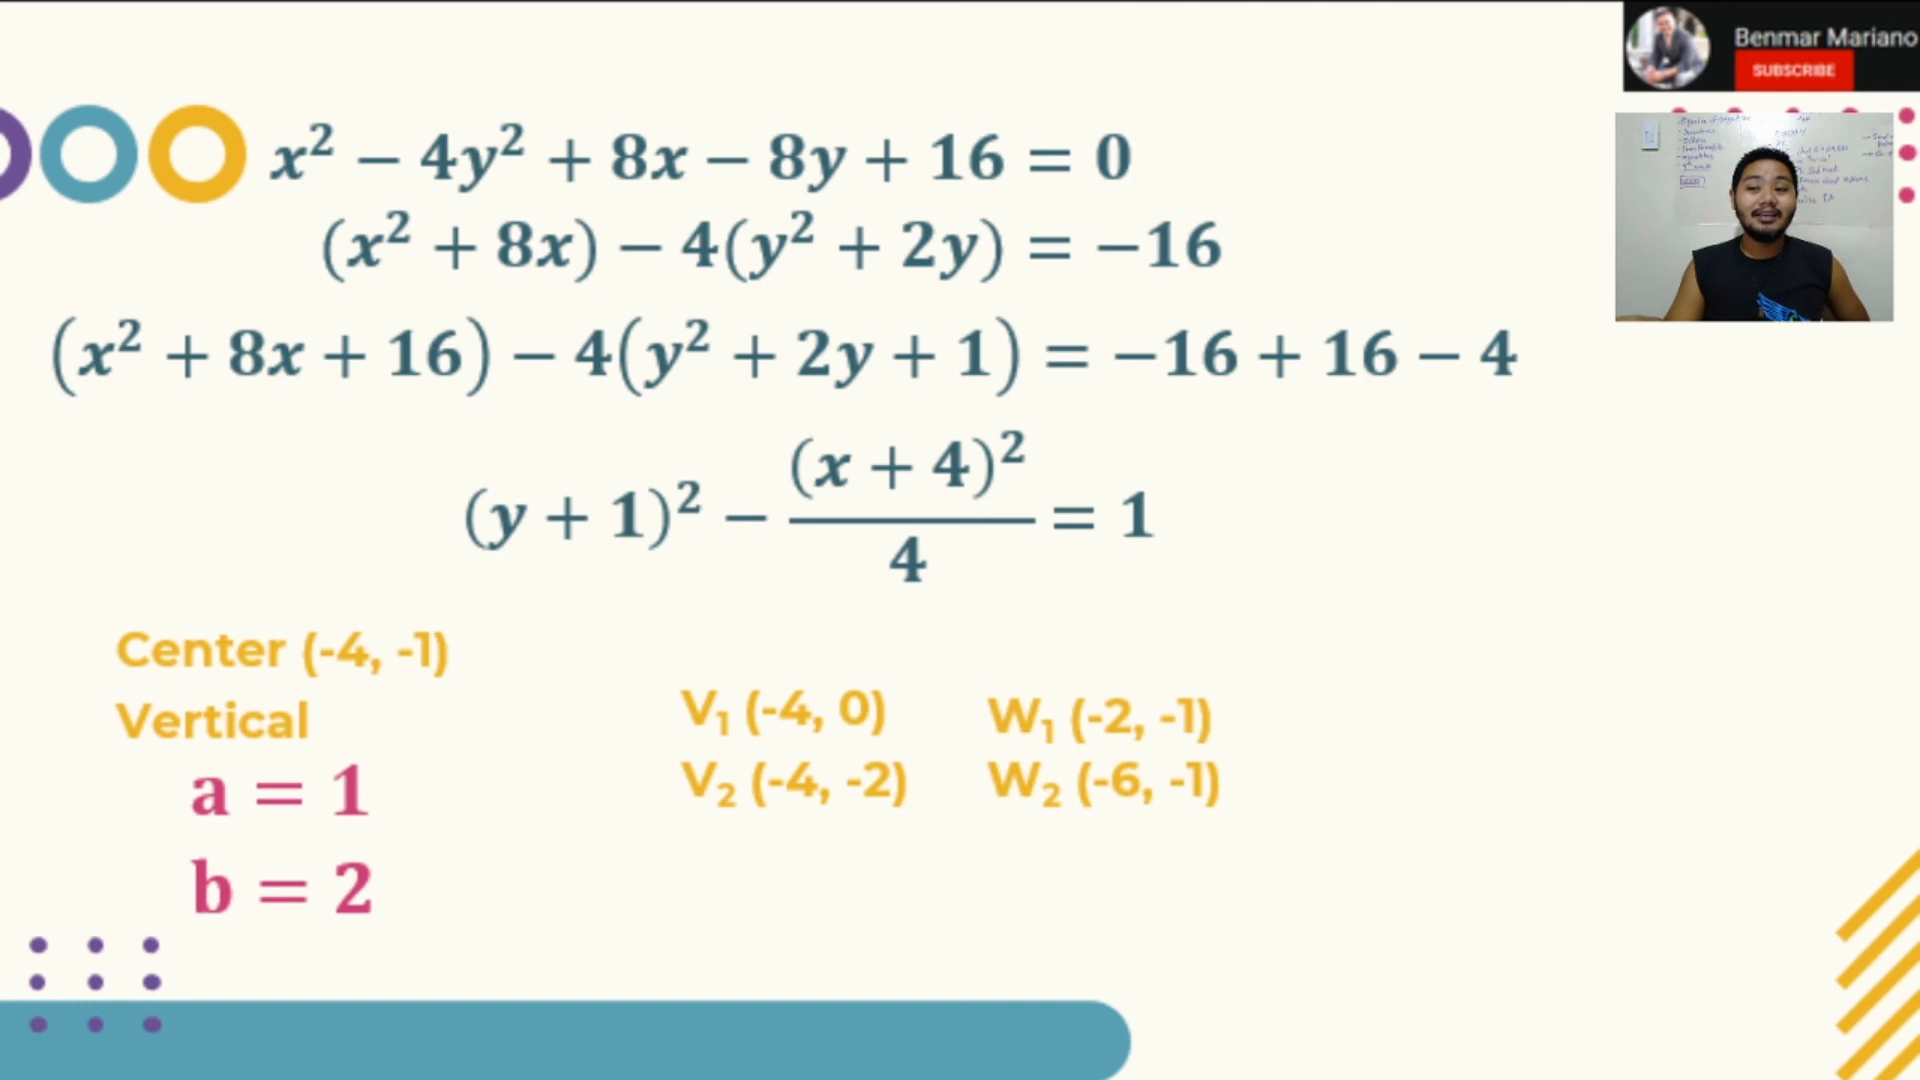 Benmar Mariano
SUBSCRIBE
x² − 4y² + 8x − 8y + 16 = 0
(x² + 8x) − 4(y² + 2y) = −16
(x² + 8x + 16) − 4(y² + 2y + 1) = −16 + 16 − 4
(y + 1)² − (x + 4)²/4 = 1
Center (-4, -1)
Vertical
a = 1
b = 2
V₁ (-4, 0)
V₂ (-4, -2)
W₁ (-2, -1)
W₂ (-6, -1)